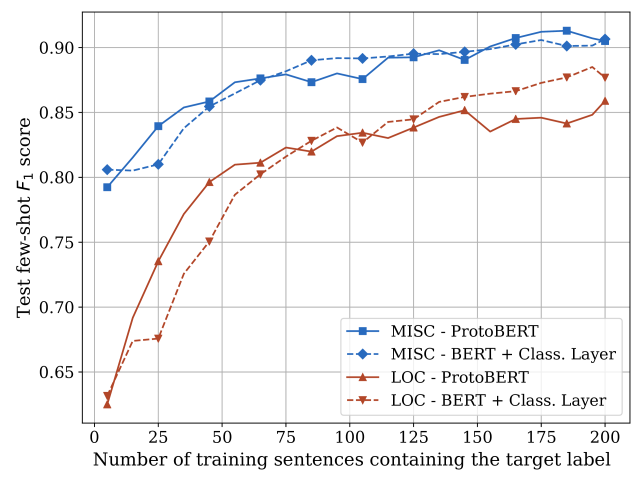 Test few-shot F1 score
0.90
0.85
0.80
0.75
0.70
0.65
MISC - ProtoBERT
MISC - BERT + Class. Layer
LOC - ProtoBERT
LOC - BERT + Class. Layer
0 25 50 75 100 125 150 175 200
Number of training sentences containing the target label